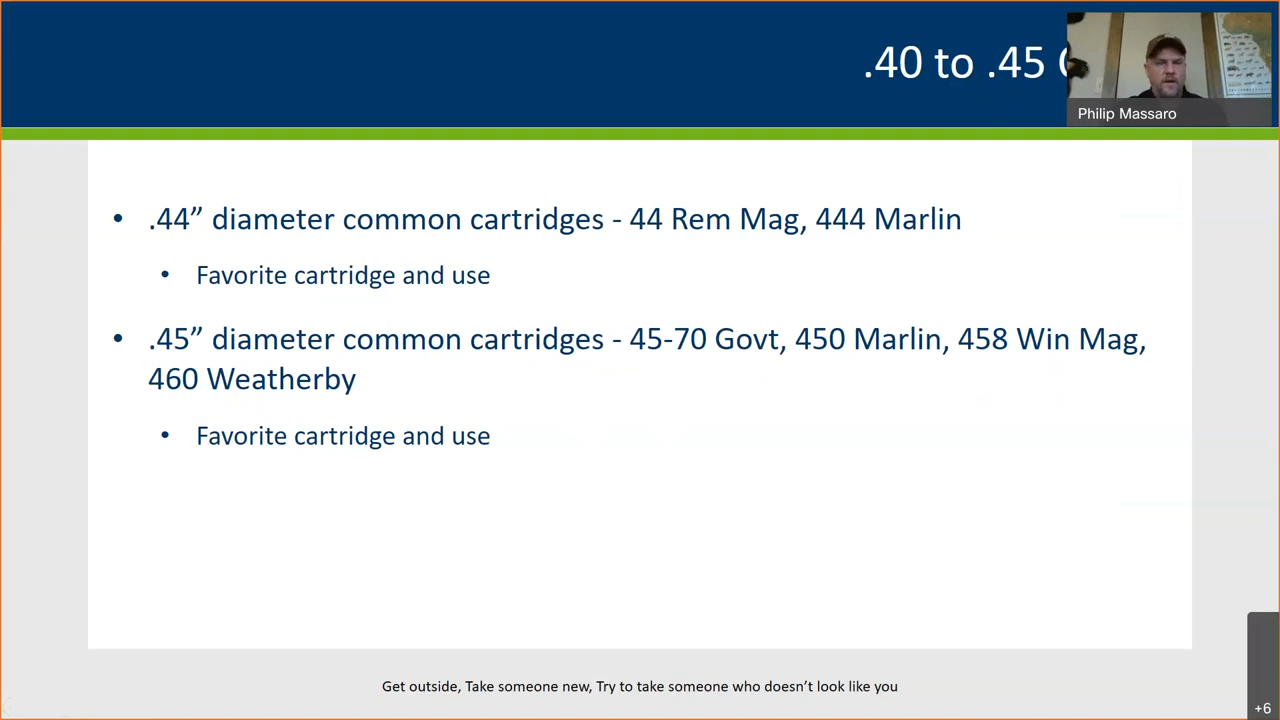 .40 to .45
Philip Massaro
• .44” diameter common cartridges - 44 Rem Mag, 444 Marlin
• Favorite cartridge and use
• .45” diameter common cartridges - 45-70 Govt, 450 Marlin, 458 Win Mag,
460 Weatherby
• Favorite cartridge and use
Get outside, Take someone new, Try to take someone who doesn’t look like you
+6